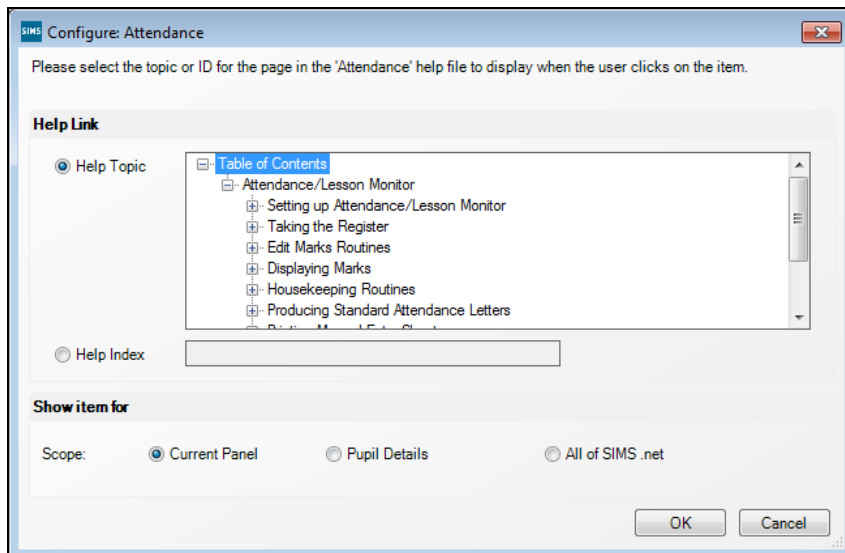 SIMS Configure: Attendance
Please select the topic or ID for the page in the 'Attendance' help file to display when the user clicks on the item.
Help Link
Help Topic
Table of Contents
Attendance/Lesson Monitor
Setting up Attendance/Lesson Monitor
Taking the Register
Edit Marks Routines
Displaying Marks
Housekeeping Routines
Producing Standard Attendance Letters
Help Index
Show item for
Scope: Current Panel Pupil Details All of SIMS .net
OK Cancel